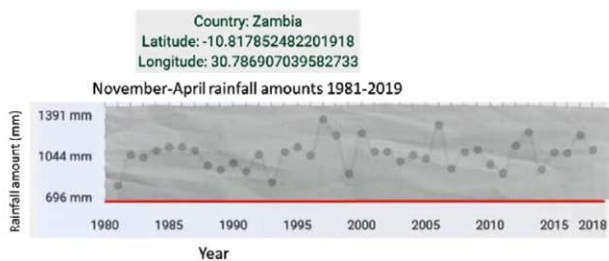 Country: Zambia
Latitude: -10.817852482201918
Longitude: 30.786907039582733
November-April rainfall amounts 1981-2019
Rainfall amount (mm)
1391 mm
1044 mm
696 mm
1980 1985 1990 1995 2000 2005 2010 2015 2018
Year